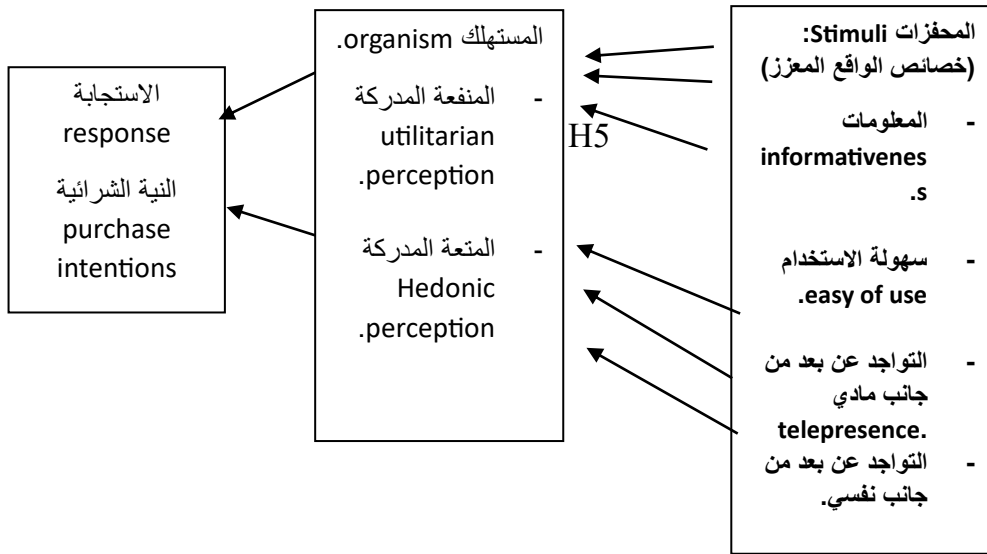 المحفزات Stimuli:
(خصائص الواقع المعزز)
- المعلومات
informativenes
s.
- سهولة الاستخدام
easy of use.
- التواجد عن بعد من
جانب مادي
telepresence.
- التواجد عن بعد من
جانب نفسي.
H5
المستهلك organism.
- المنفعة المدركة
utilitarian
perception.
- المتعة المدركة
Hedonic
perception.
الاستجابة
response
النية الشرائية
purchase
intentions